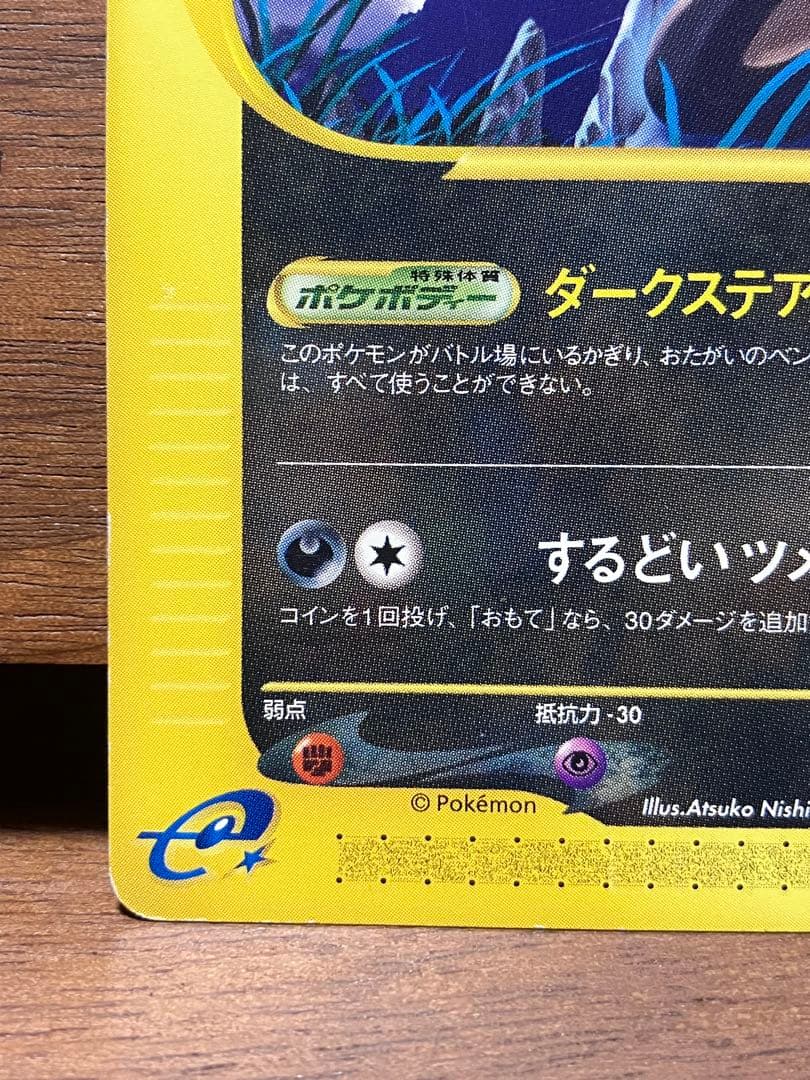 特殊体質
ポケボディー
ダークステア
このポケモンがバトル場にいるかぎり、おたがいのベン
は、すべて使うことができない。
するどいツメ
コインを1回投げ、「おもて」なら、30ダメージを追加
弱点
抵抗力 -30
© Pokémon
Illus.Atsuko Nishi
e